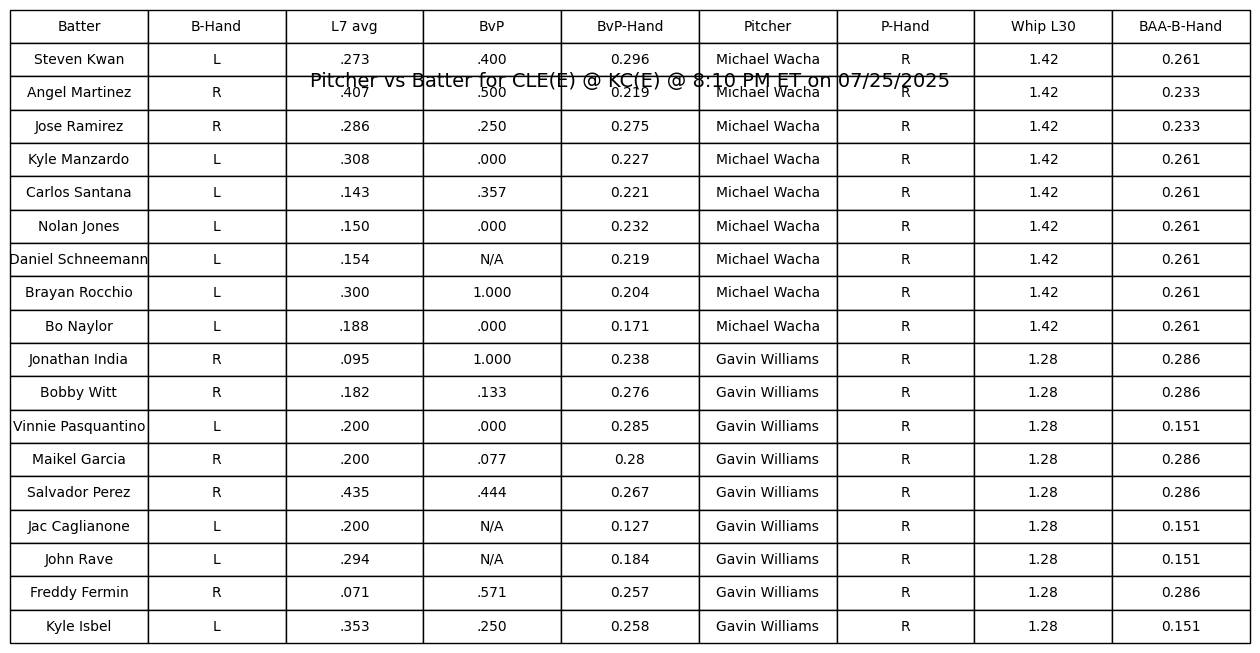 Batter B-Hand L7 avg BvP BvP-Hand Pitcher P-Hand Whip L30 BAA-B-Hand
Steven Kwan L .273 .400 0.296 Michael Wacha R 1.42 0.261
Pitcher vs Batter for CLE(E) @ KC(E) @ 8:10 PM ET on 07/25/2025
Angel Martinez R .407 .500 0.219 Michael Wacha R 1.42 0.233
Jose Ramirez R .286 .250 0.275 Michael Wacha R 1.42 0.233
Kyle Manzardo L .308 .000 0.227 Michael Wacha R 1.42 0.261
Carlos Santana L .143 .357 0.221 Michael Wacha R 1.42 0.261
Nolan Jones L .150 .000 0.232 Michael Wacha R 1.42 0.261
Daniel Schneemann L .154 N/A 0.219 Michael Wacha R 1.42 0.261
Brayan Rocchio L .300 1.000 0.204 Michael Wacha R 1.42 0.261
Bo Naylor L .188 .000 0.171 Michael Wacha R 1.42 0.261
Jonathan India R .095 1.000 0.238 Gavin Williams R 1.28 0.286
Bobby Witt R .182 .133 0.276 Gavin Williams R 1.28 0.286
Vinnie Pasquantino L .200 .000 0.285 Gavin Williams R 1.28 0.151
Maikel Garcia R .200 .077 0.28 Gavin Williams R 1.28 0.286
Salvador Perez R .435 .444 0.267 Gavin Williams R 1.28 0.286
Jac Caglianone L .200 N/A 0.127 Gavin Williams R 1.28 0.151
John Rave L .294 N/A 0.184 Gavin Williams R 1.28 0.151
Freddy Fermin R .071 .571 0.257 Gavin Williams R 1.28 0.286
Kyle Isbel L .353 .250 0.258 Gavin Williams R 1.28 0.151